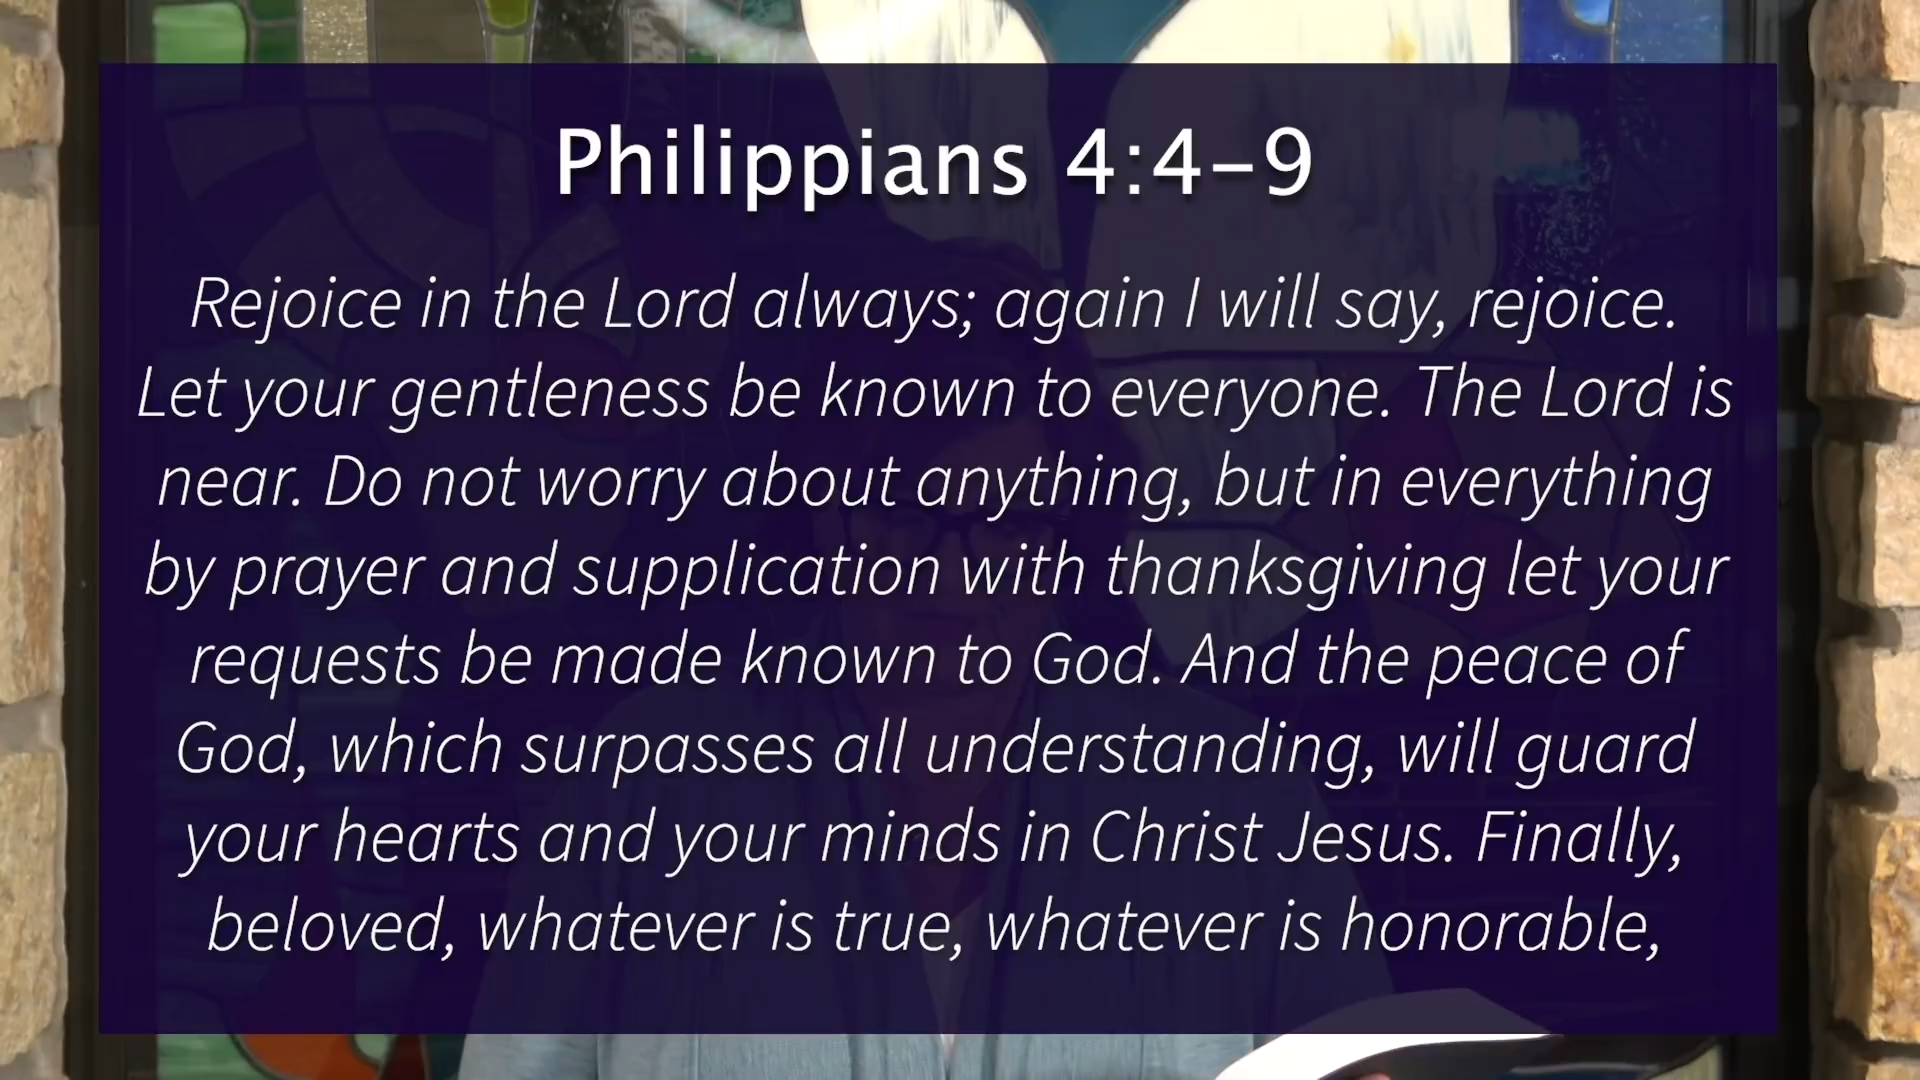 Philippians 4:4–9
Rejoice in the Lord always; again I will say, rejoice.
Let your gentleness be known to everyone. The Lord is
near. Do not worry about anything, but in everything
by prayer and supplication with thanksgiving let your
requests be made known to God. And the peace of
God, which surpasses all understanding, will guard
your hearts and your minds in Christ Jesus. Finally,
beloved, whatever is true, whatever is honorable,